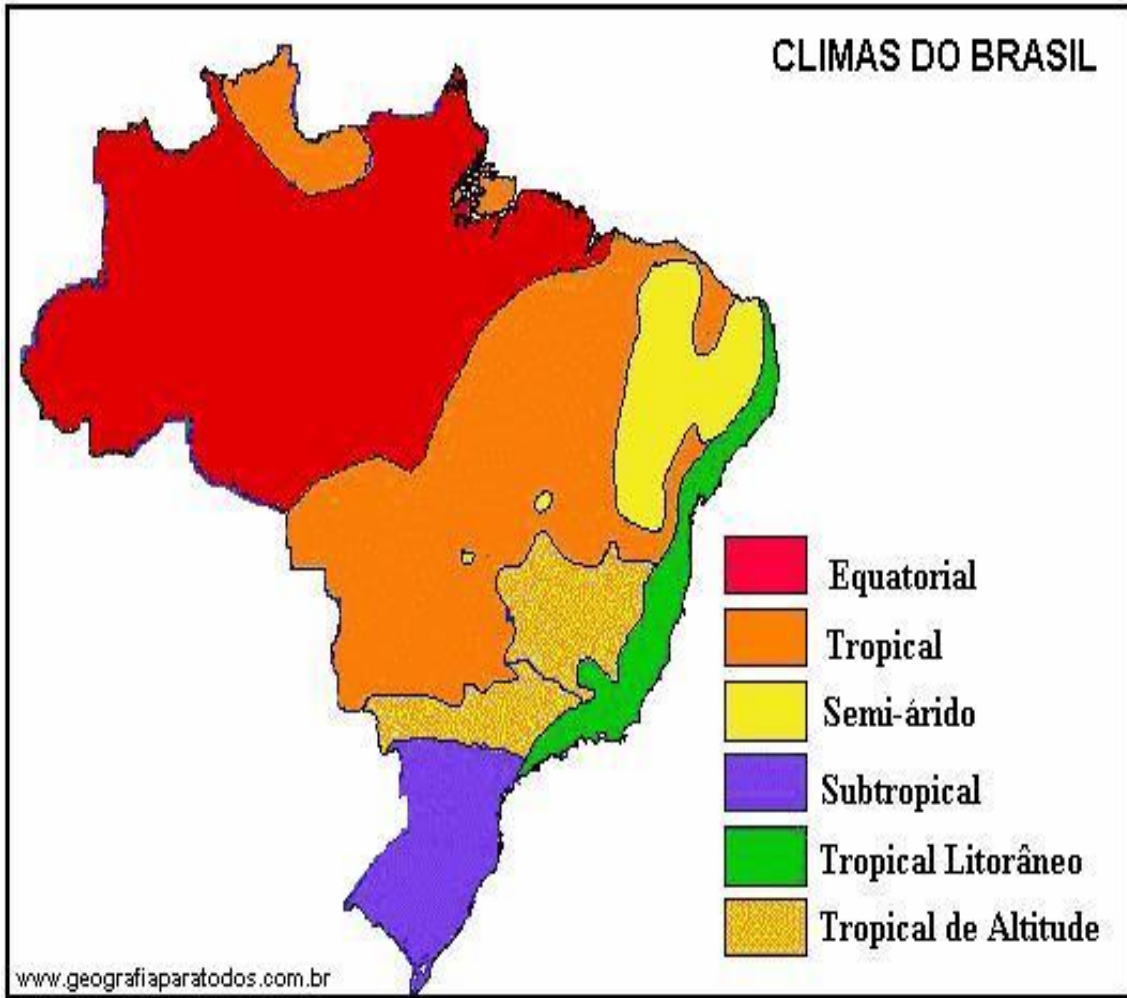 CLIMAS DO BRASIL
Equatorial
Tropical
Semi-árido
Subtropical
Tropical Litorâneo
Tropical de Altitude
www.geografiaparatodos.com.br